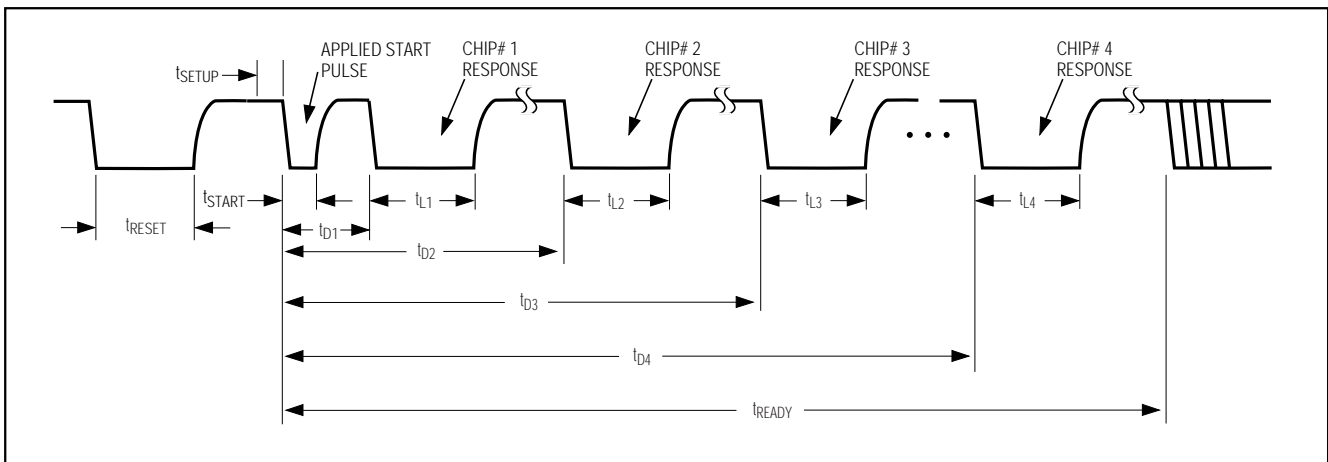 APPLIED START
PULSE
CHIP# 1
RESPONSE
CHIP# 2
RESPONSE
CHIP# 3
RESPONSE
CHIP# 4
RESPONSE
tSETUP
tSTART
tRESET
tL1
tL2
tL3
tL4
tD1
tD2
tD3
tD4
tREADY